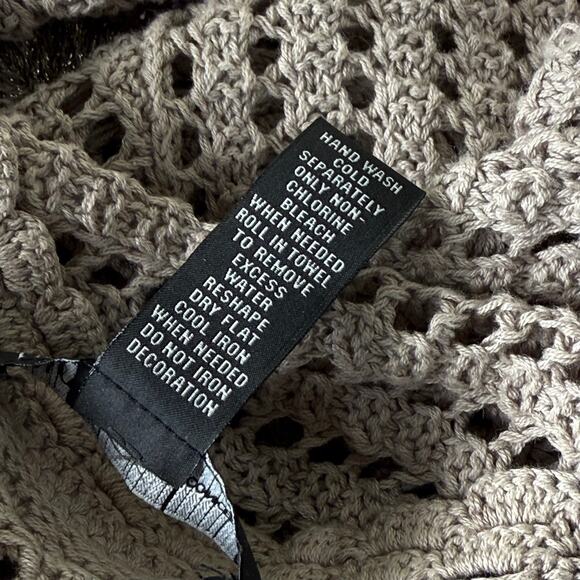 HAND WASH
COLD
SEPARATELY
ONLY NON-
CHLORINE
BLEACH
WHEN NEEDED
ROLL IN TOWEL
TO REMOVE
EXCESS
WATER
RESHAPE
DRY FLAT
COOL IRON
WHEN NEEDED
DO NOT IRON
DECORATION